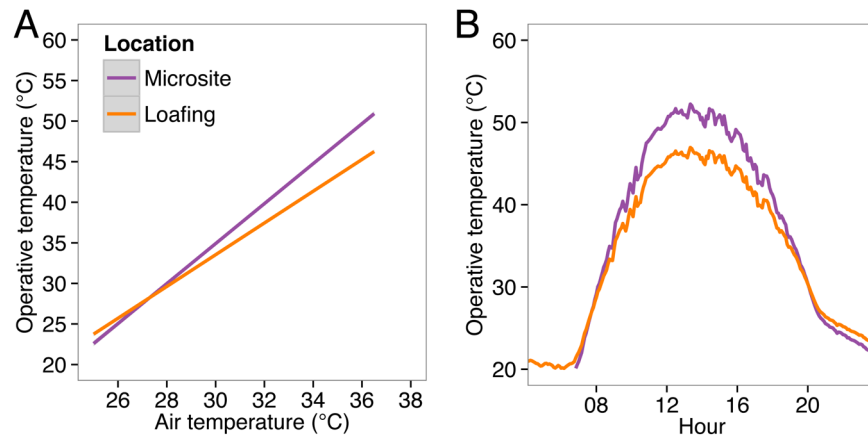 A
Operative temperature (°C)
60
55
50
45
40
35
30
25
20
Location
Microsite
Loafing
26 28 30 32 34 36 38
Air temperature (°C)
B
Operative temperature (°C)
60
50
40
30
20
08 12 16 20
Hour